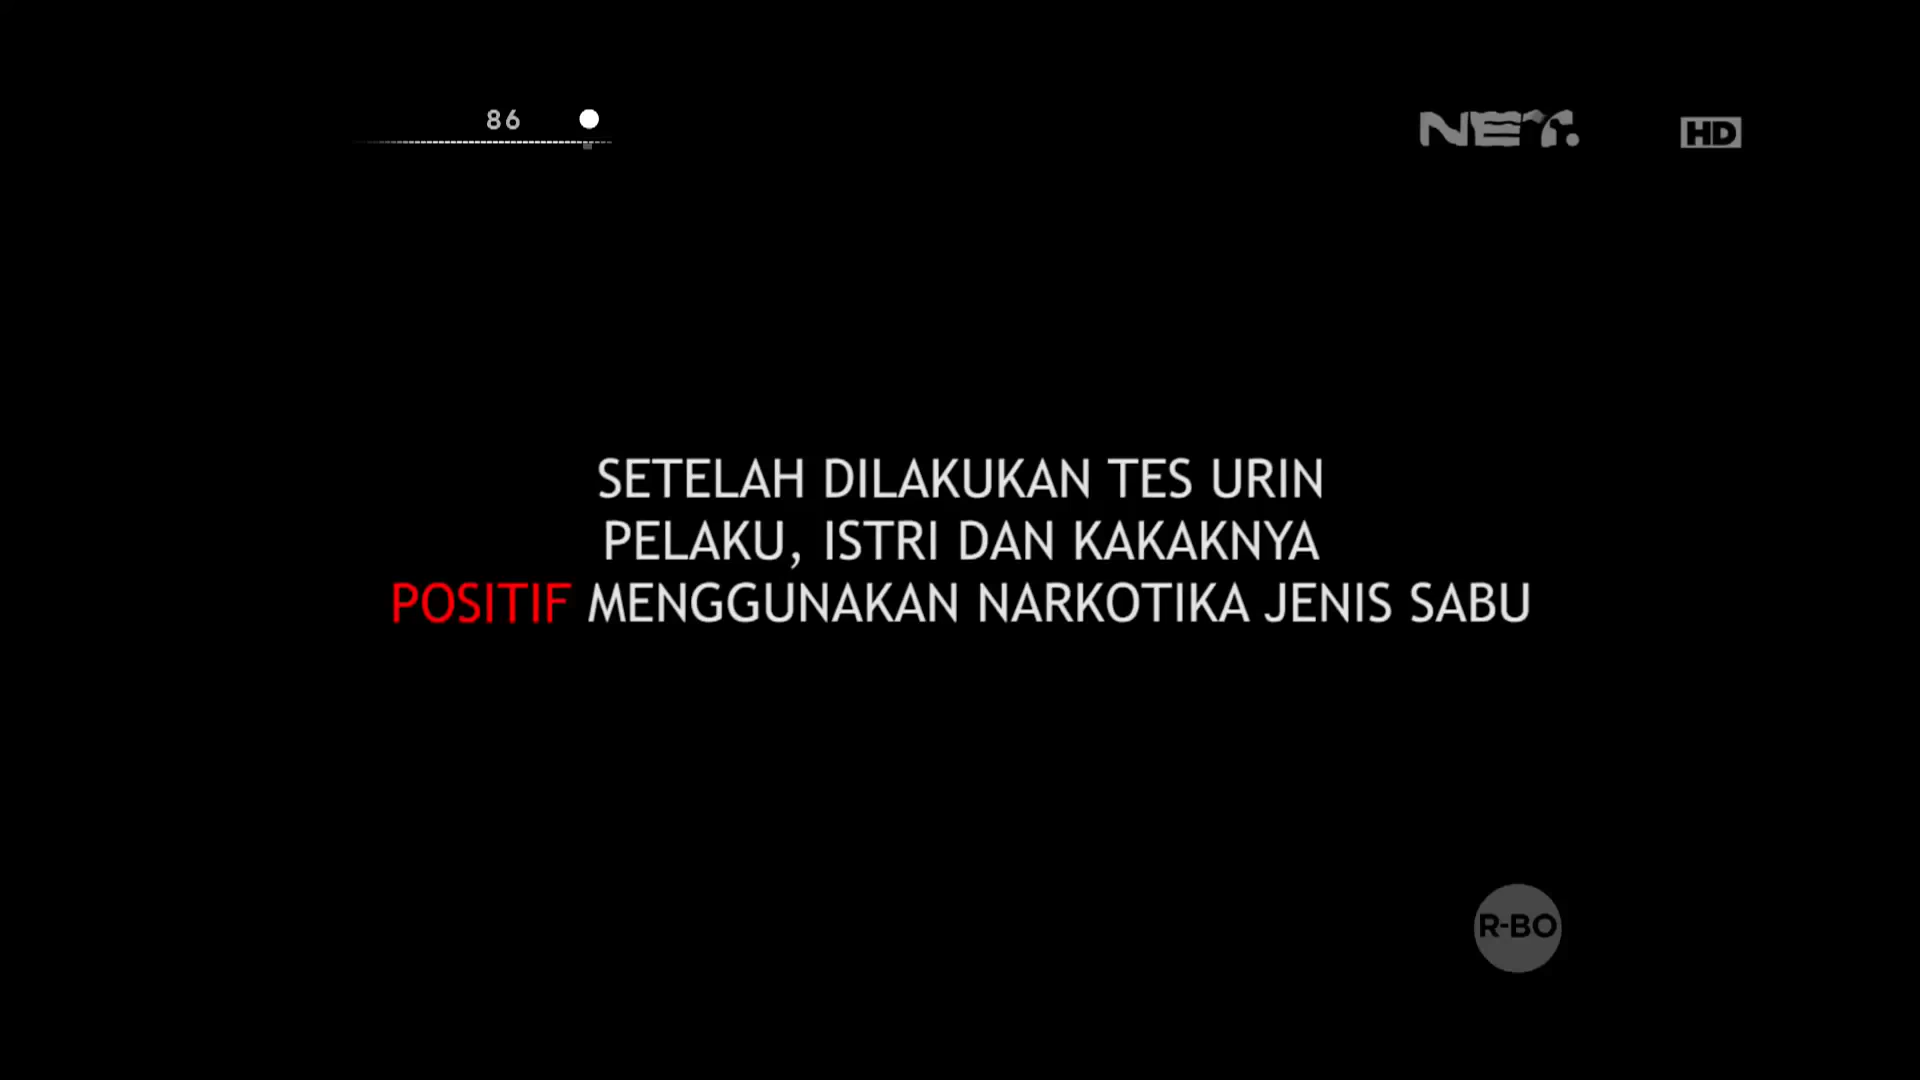 86
NET.
HD
SETELAH DILAKUKAN TES URIN
PELAKU, ISTRI DAN KAKAKNYA
POSITIF MENGGUNAKAN NARKOTIKA JENIS SABU
R-BO